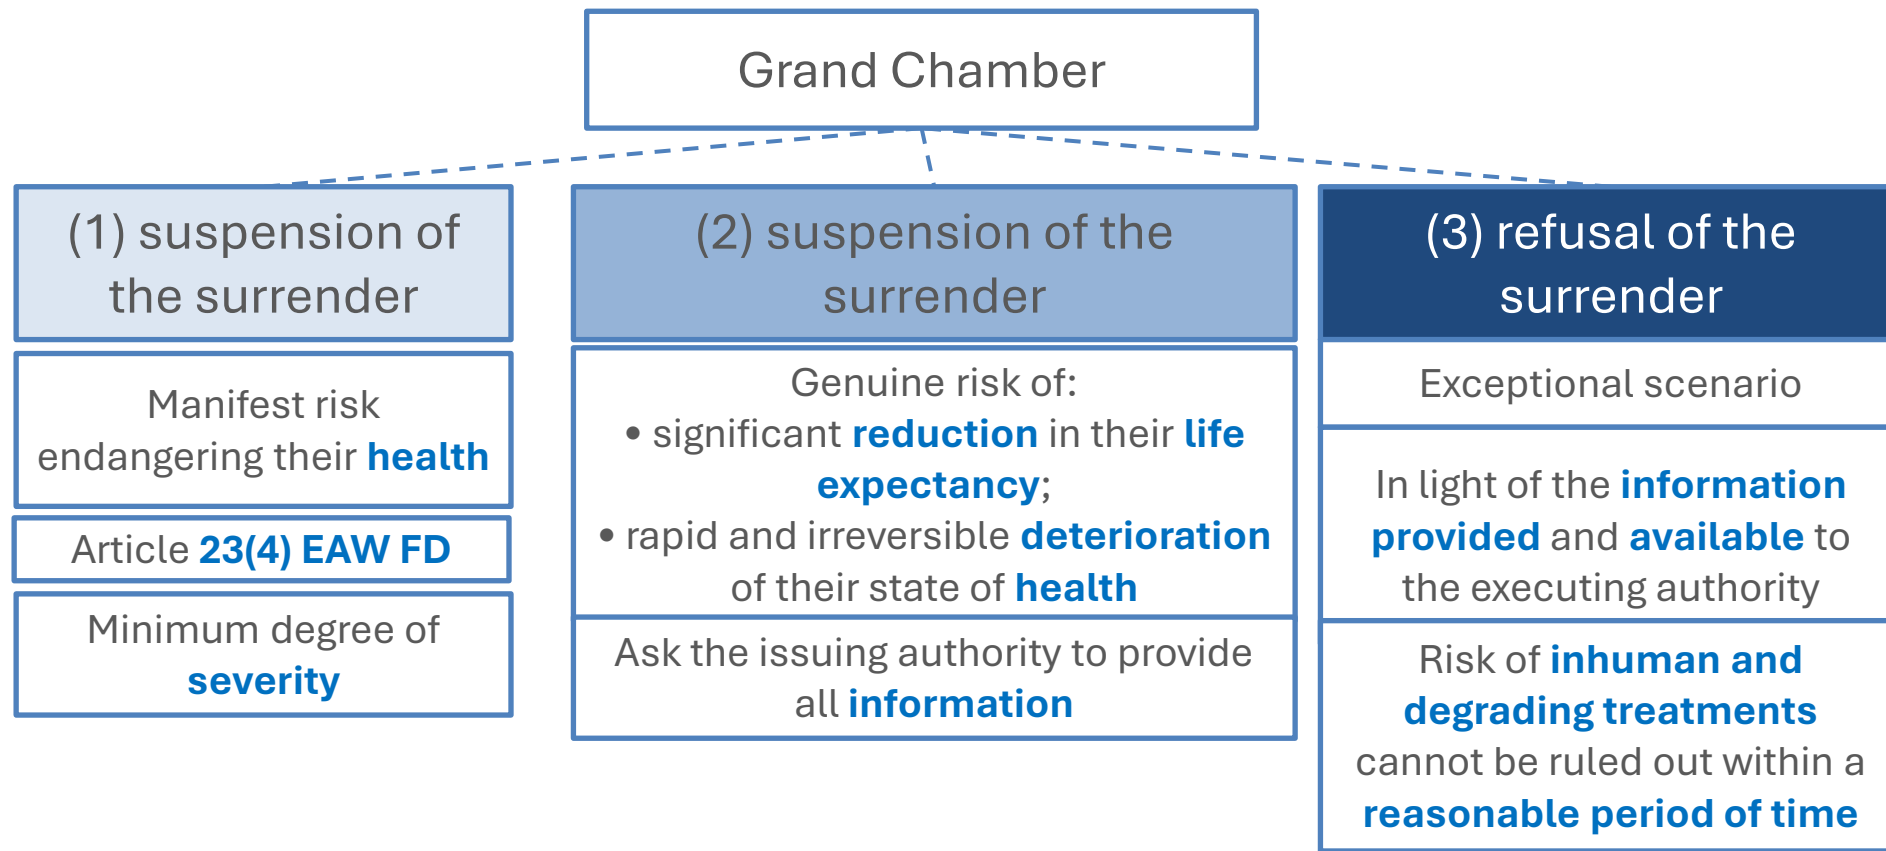 Grand Chamber
(1) suspension of
the surrender
Manifest risk
endangering their health
Article 23(4) EAW FD
Minimum degree of
severity
(2) suspension of the
surrender
Genuine risk of:
• significant reduction in their life
expectancy;
• rapid and irreversible deterioration
of their state of health
Ask the issuing authority to provide
all information
(3) refusal of the
surrender
Exceptional scenario
In light of the information
provided and available to
the executing authority
Risk of inhuman and
degrading treatments
cannot be ruled out within a
reasonable period of time